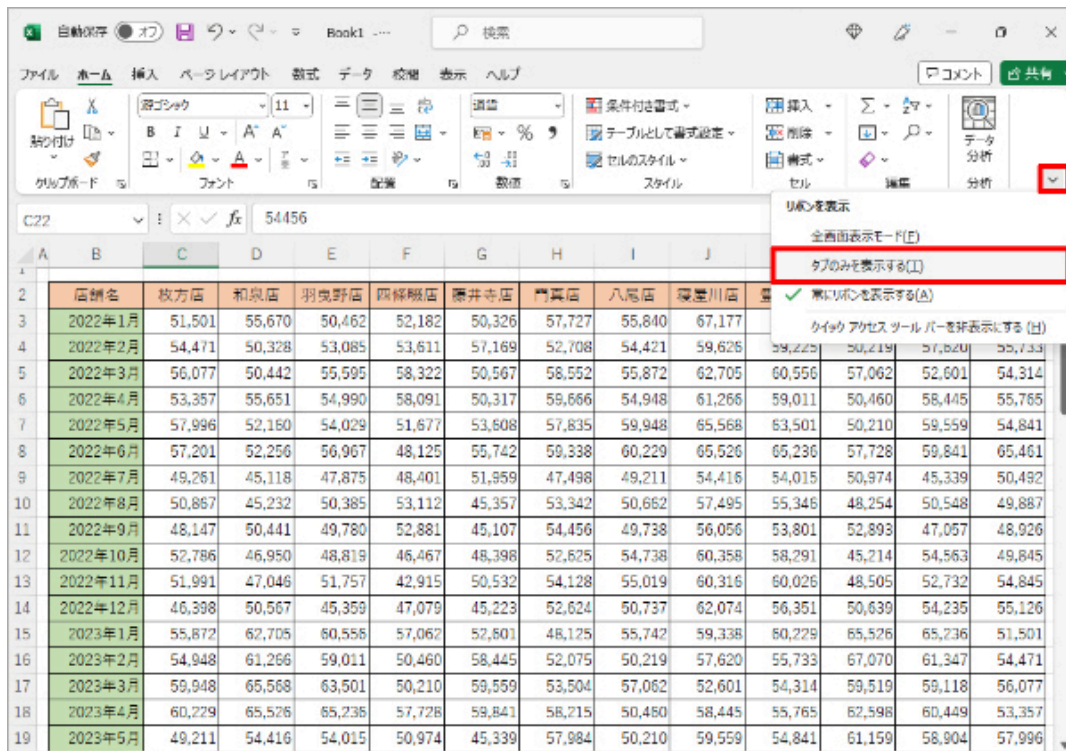 自動保存 オフ Book1 -… 検索
ファイル ホーム 挿入 ページ レイアウト 数式 データ 校閲 表示 ヘルプ コメント 共有
貼り付け 游ゴシック 11 B I U A A A 通貨 % 条件付き書式 テーブルとして書式設定 セルのスタイル 挿入 削除 書式 データ 分析
クリップボード フォント 配置 数値 スタイル セル 編集 分析
C22 fx 54456
リボンを表示
全画面表示モード(F)
タブのみを表示する(T)
常にリボンを表示する(A)
クイック アクセス ツール バーを非表示にする (H)
A B C D E F G H I J
1
2 店舗名 枚方店 和泉店 羽曳野店 四條畷店 藤井寺店 門真店 八尾店 寝屋川店
3 2022年1月 51,501 55,670 50,462 52,182 50,326 57,727 55,840 67,177
4 2022年2月 54,471 50,328 53,085 53,611 57,169 52,708 54,421 59,626 59,225 50,219 57,620 55,733
5 2022年3月 56,077 50,442 55,595 58,322 50,567 58,552 55,872 62,705 60,556 57,062 52,601 54,314
6 2022年4月 53,357 55,651 54,990 58,091 50,317 59,666 54,948 61,266 59,011 50,460 58,445 55,765
7 2022年5月 57,996 52,160 54,029 51,677 53,608 57,835 59,948 65,568 63,501 50,210 59,559 54,841
8 2022年6月 57,201 52,256 56,967 48,125 55,742 59,338 60,229 65,526 65,236 57,728 59,841 65,461
9 2022年7月 49,261 45,118 47,875 48,401 51,959 47,498 49,211 54,416 54,015 50,974 45,339 50,492
10 2022年8月 50,867 45,232 50,385 53,112 45,357 53,342 50,662 57,495 55,346 48,254 50,548 49,887
11 2022年9月 48,147 50,441 49,780 52,881 45,107 54,456 49,738 56,056 53,801 52,893 47,057 48,926
12 2022年10月 52,786 46,950 48,819 46,467 48,398 52,625 54,738 60,358 58,291 45,214 54,563 49,845
13 2022年11月 51,991 47,046 51,757 42,915 50,532 54,128 55,019 60,316 60,026 48,505 52,732 54,845
14 2022年12月 46,398 50,567 45,359 47,079 45,223 52,624 50,737 62,074 56,351 50,639 54,235 55,126
15 2023年1月 55,872 62,705 60,556 57,062 52,601 48,125 55,742 59,338 60,229 65,526 65,236 51,501
16 2023年2月 54,948 61,266 59,011 50,460 58,445 52,075 50,219 57,620 55,733 67,070 61,347 54,471
17 2023年3月 59,948 65,568 63,501 50,210 59,559 53,504 57,062 52,601 54,314 59,519 59,118 56,077
18 2023年4月 60,229 65,526 65,236 57,728 59,841 58,215 50,460 58,445 55,765 62,598 60,449 53,357
19 2023年5月 49,211 54,416 54,015 50,974 45,339 57,984 50,210 59,559 54,841 61,159 58,904 57,996